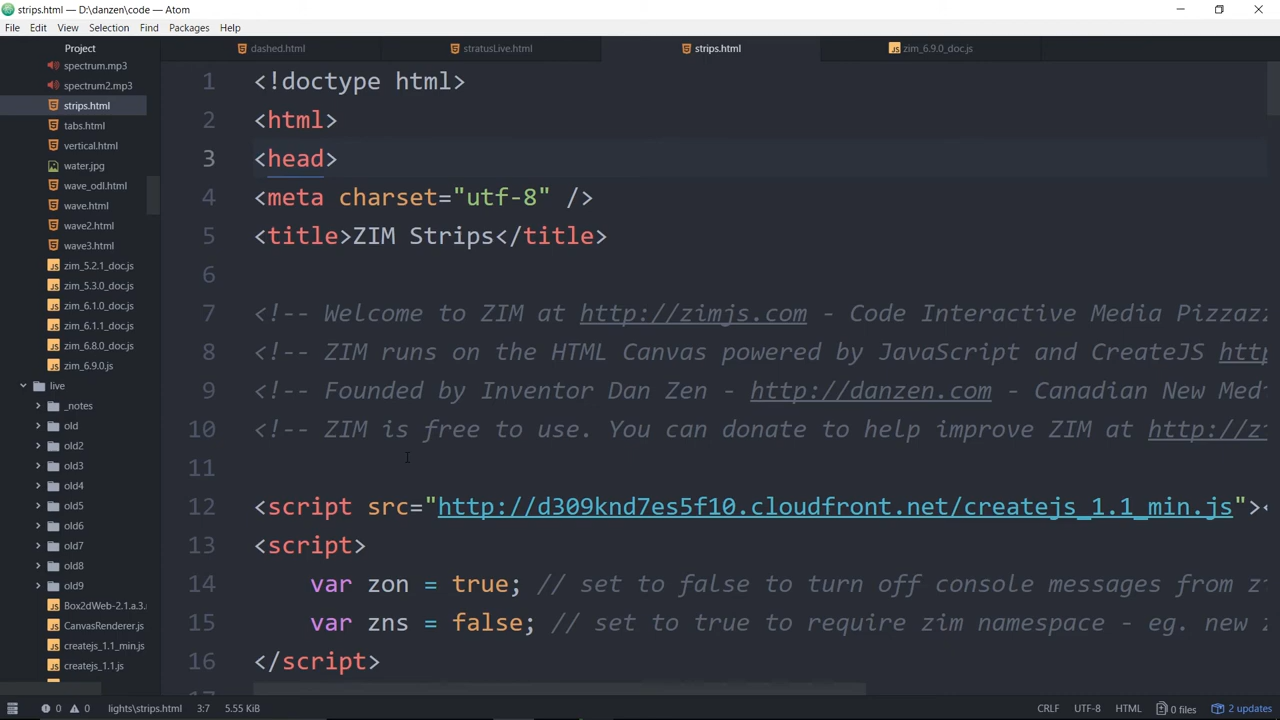 strips.html — D:\danzen\code — Atom
File Edit View Selection Find Packages Help
Project
spectrum.mp3
spectrum2.mp3
strips.html
tabs.html
vertical.html
water.jpg
wave_odl.html
wave.html
wave2.html
wave3.html
zim_5.2.1_doc.js
zim_5.3.0_doc.js
zim_6.1.0_doc.js
zim_6.1.1_doc.js
zim_6.8.0_doc.js
zim_6.9.0.js
live
_notes
old
old2
old3
old4
old5
old6
old7
old8
old9
Box2dWeb-2.1.a.3.
CanvasRenderer.js
createjs_1.1_min.js
createjs_1.1.js
dashed.html stratusLive.html strips.html zim_6.9.0_doc.js
1 <!doctype html>
2 <html>
3 <head>
4 <meta charset="utf-8" />
5 <title>ZIM Strips</title>
6
7 <!-- Welcome to ZIM at http://zimjs.com - Code Interactive Media Pizzazz
8 <!-- ZIM runs on the HTML Canvas powered by JavaScript and CreateJS http
9 <!-- Founded by Inventor Dan Zen - http://danzen.com - Canadian New Med
10 <!-- ZIM is free to use. You can donate to help improve ZIM at http://z
11
12 <script src="http://d309knd7es5f10.cloudfront.net/createjs_1.1_min.js"><
13 <script>
14 var zon = true; // set to false to turn off console messages from z
15 var zns = false; // set to true to require zim namespace - eg. new z
16 </script>
17
0 0 lights\strips.html 3:7 5.55 KiB CRLF UTF-8 HTML 0 files 2 updates